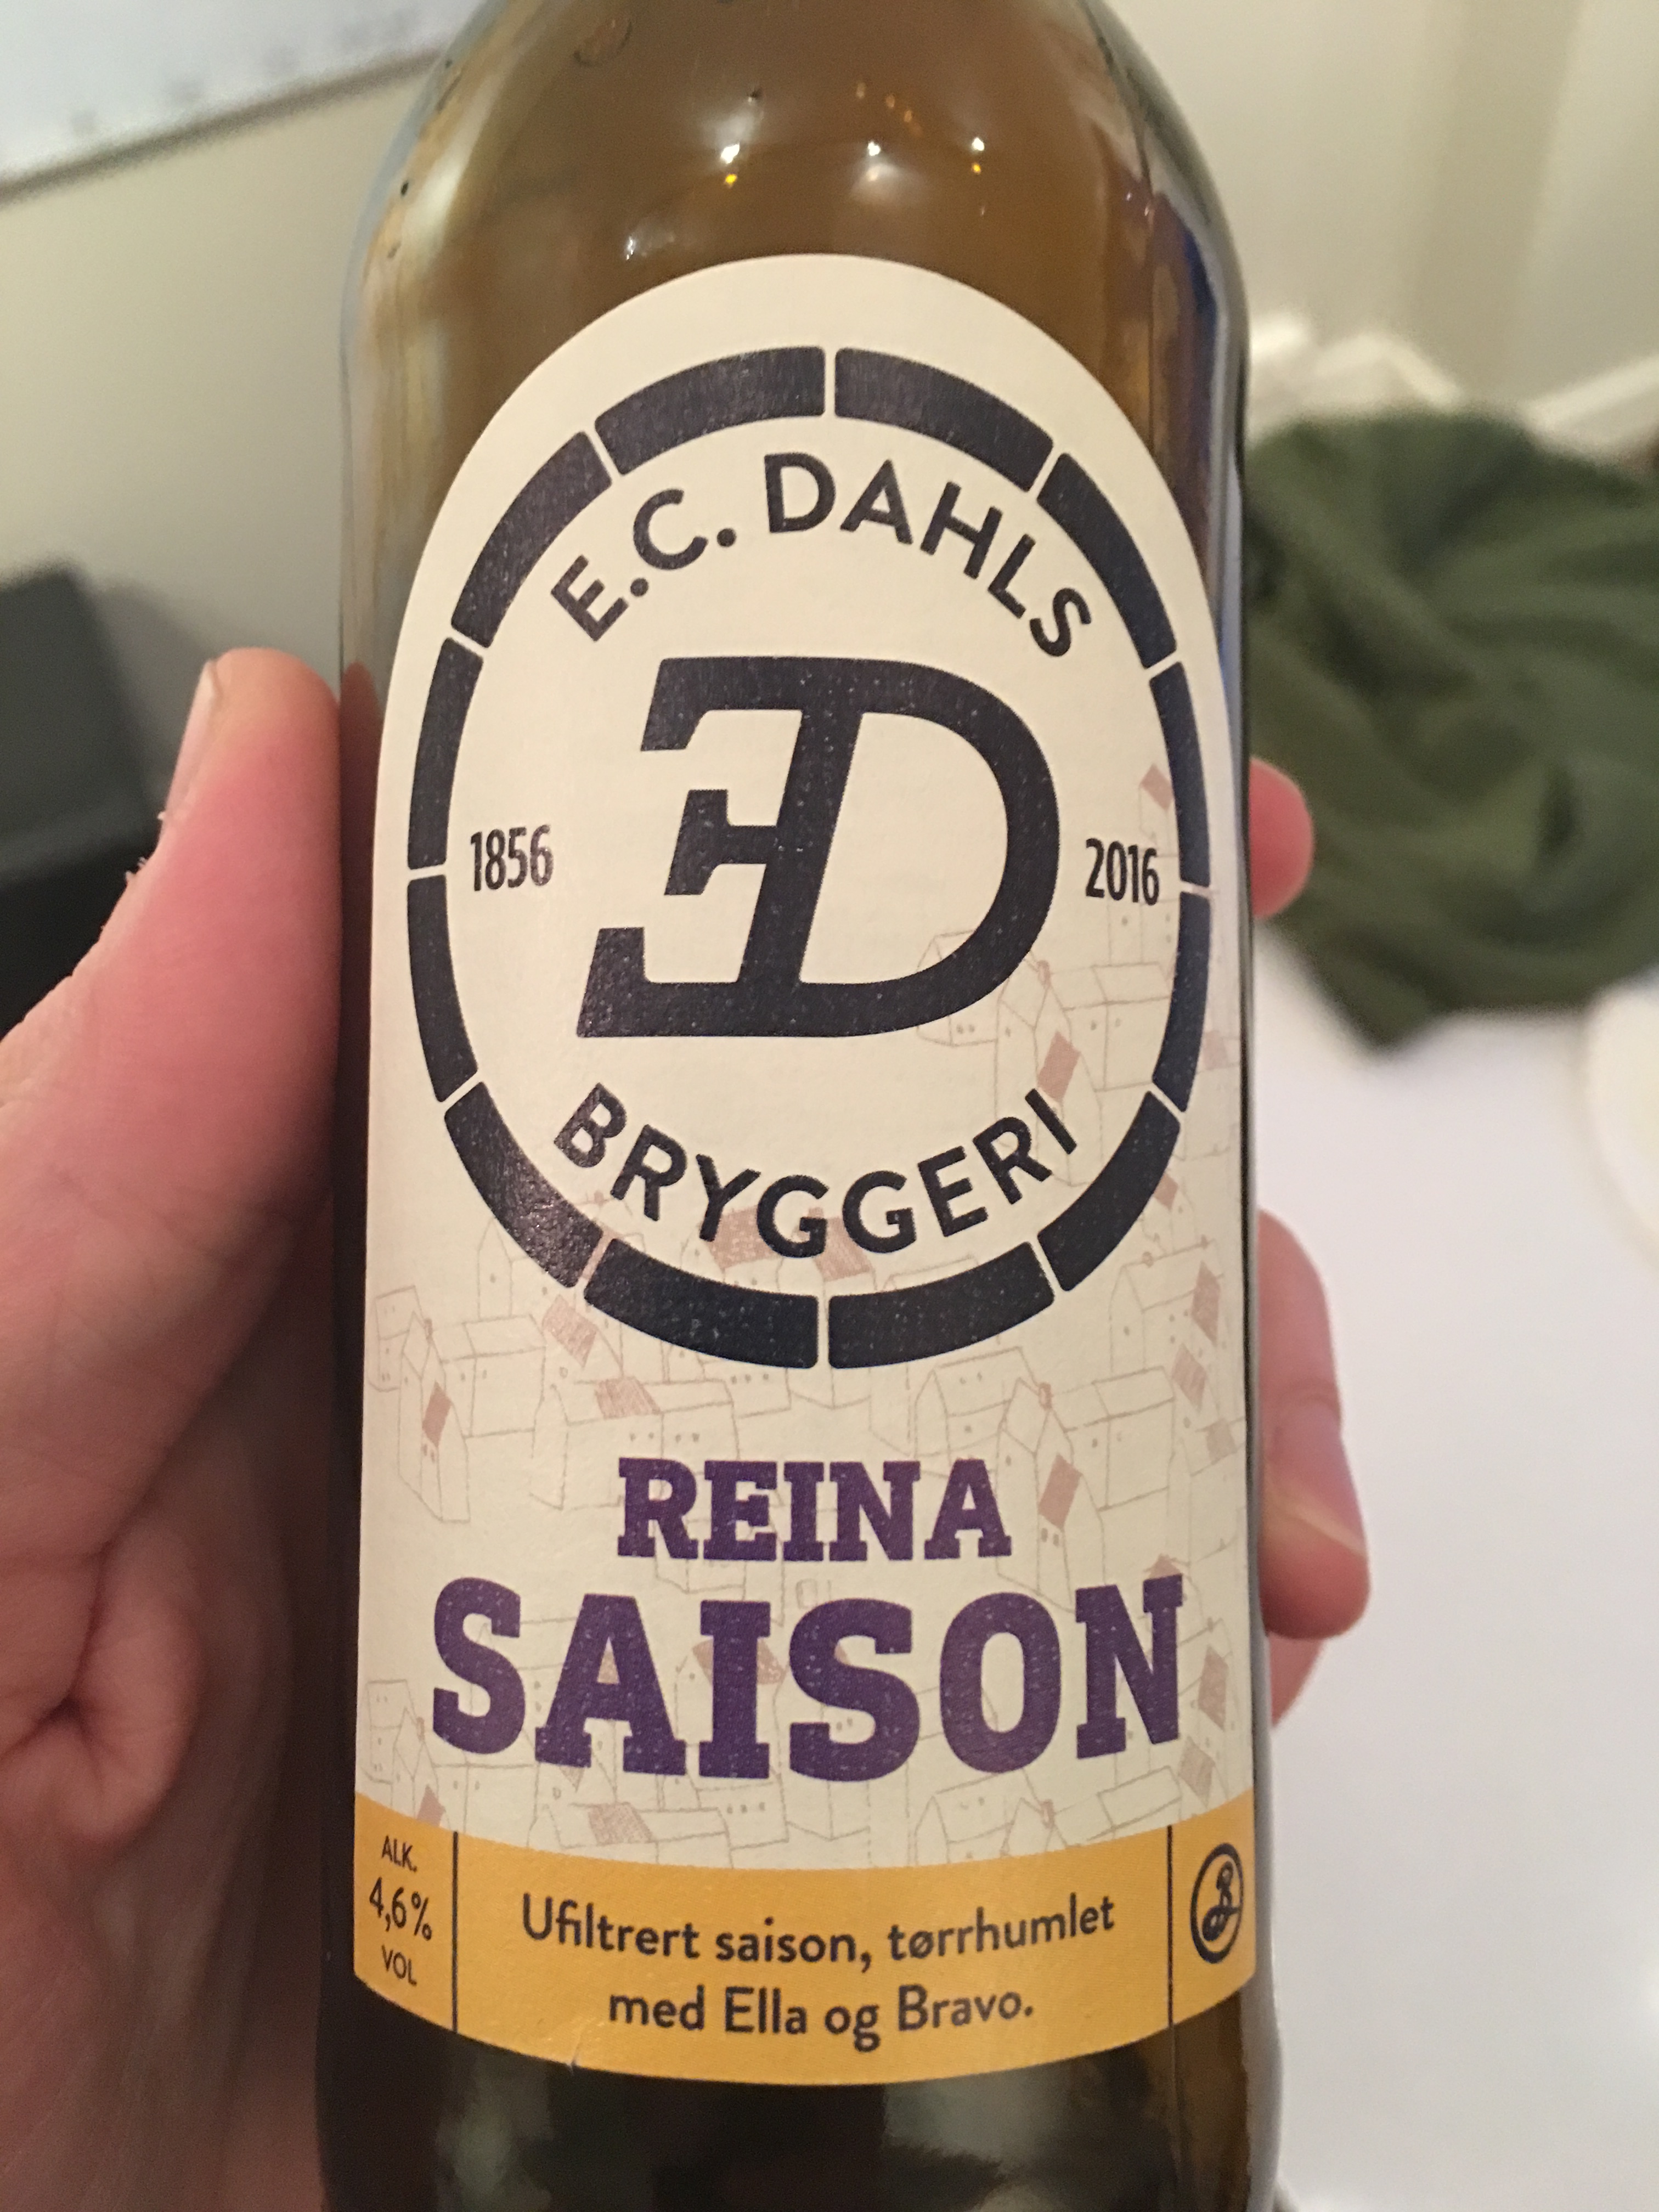 E.C. DAHLS
ED
1856
2016
BRYGGERI
REINA
SAISON
ALK.
4,6%
VOL
Ufiltrert saison, tørrhumlet
med Ella og Bravo.
B